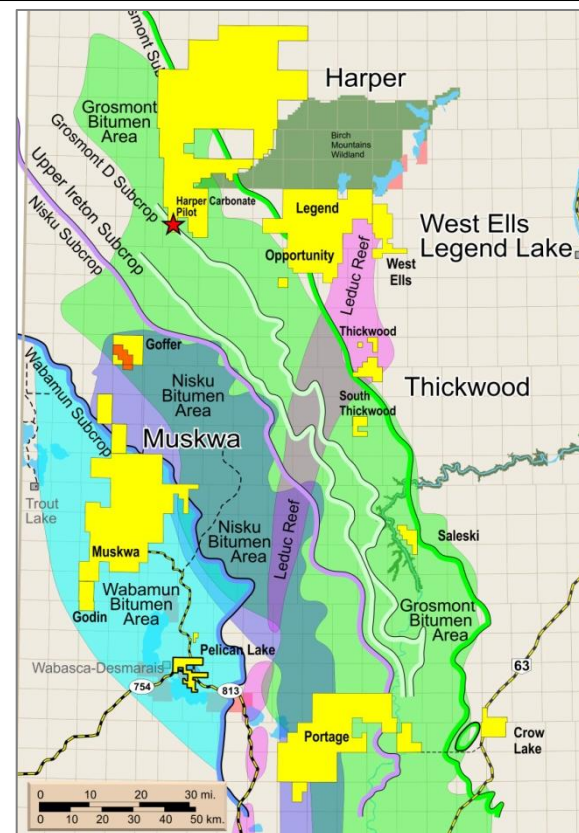 osmont Subc
Harper
Grosmont
Bitumen
Area
Birch
Mountains
Wildland
Grosmont D Subcrop
Upper Ireton Subcrop
Nisku Subcrop
Harper Carbonate
Pilot
Legend
Opportunity
West Ells
Legend Lake
West
Ells
Leduc Reef
Thickwood
Goffer
Nisku
Bitumen
Area
South
Thickwood
Thickwood
Wabamun Subcrop
Muskwa
Trout
Lake
Nisku
Bitumen
Area
Leduc Reef
Saleski
Muskwa
Wabamun
Bitumen
Area
Godin
Grosmont
Bitumen
Area
Pelican Lake
Wabasca-Desmarais
754
813
63
Portage
Crow
Lake
0 10 20 30 mi.
0 10 20 30 40 50 km.